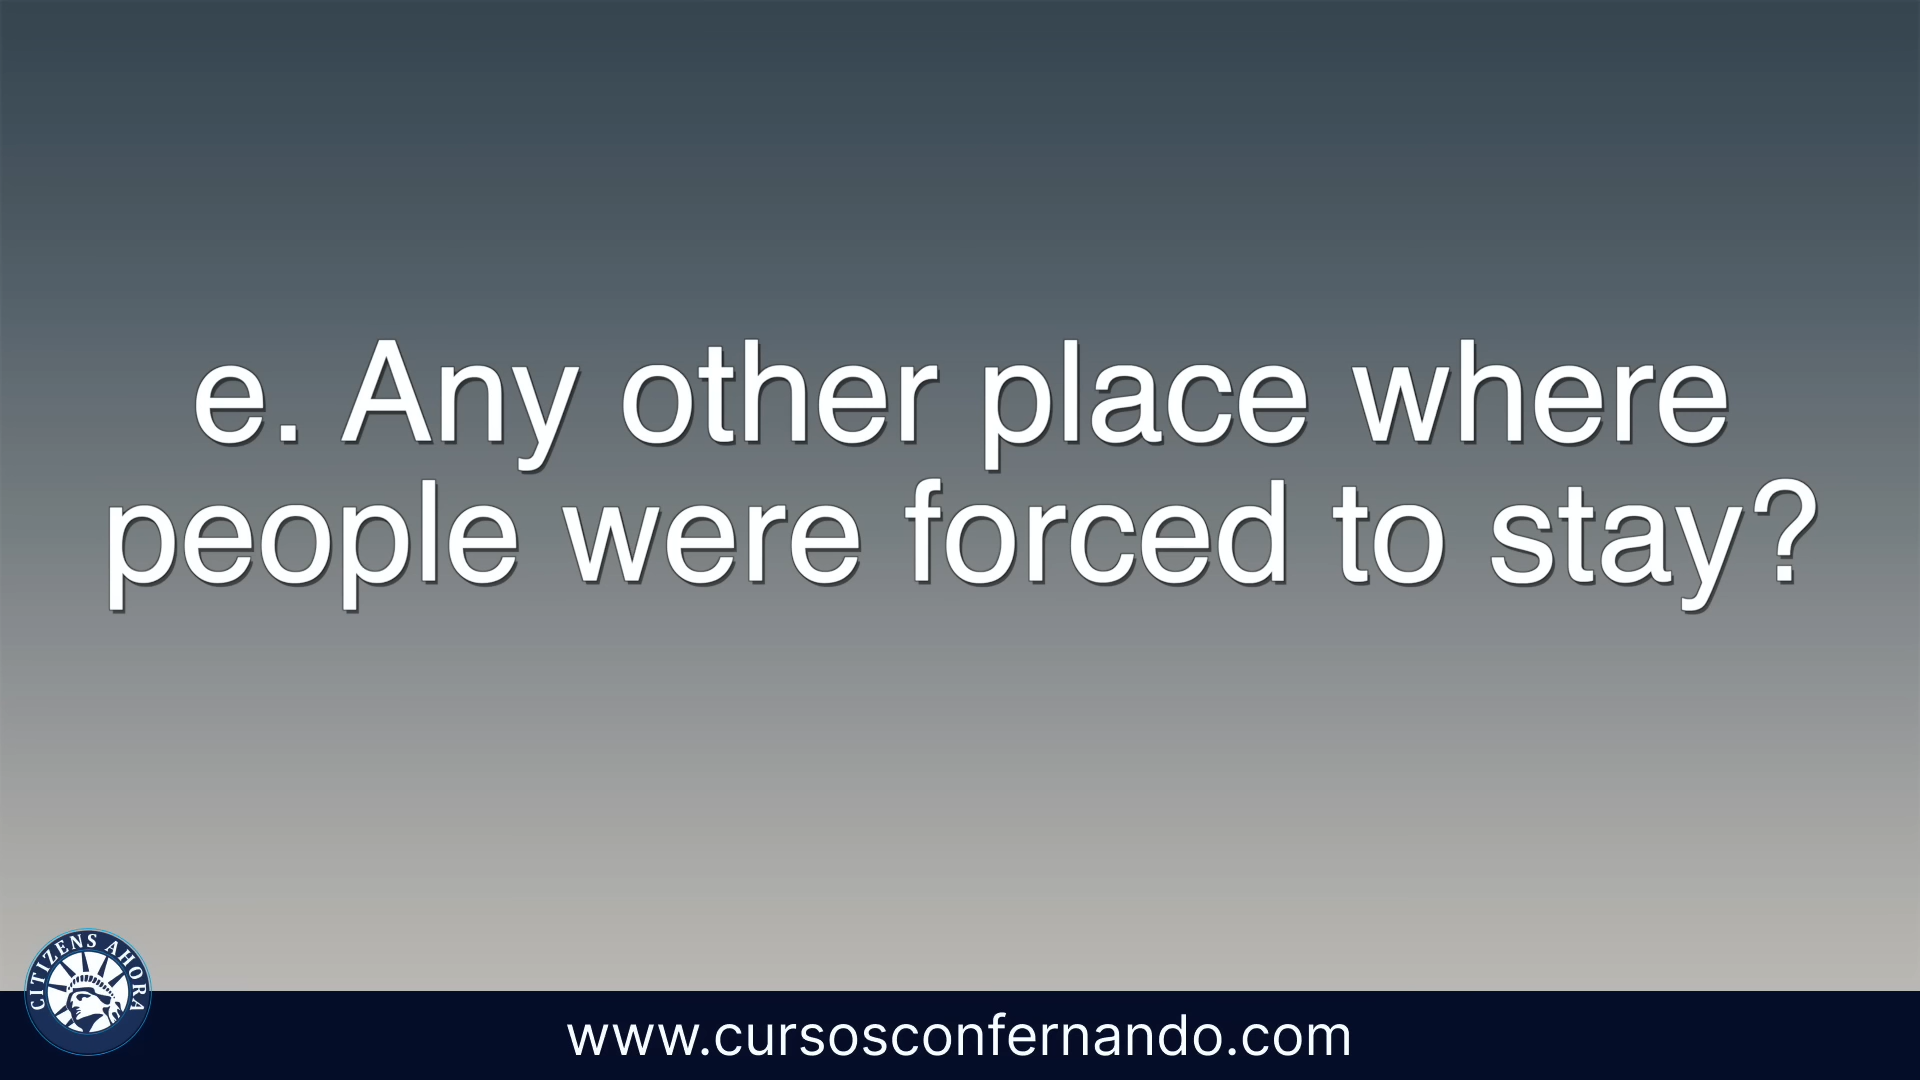 e. Any other place where
people were forced to stay?
CITIZENS AHORA
www.cursosconfernando.com